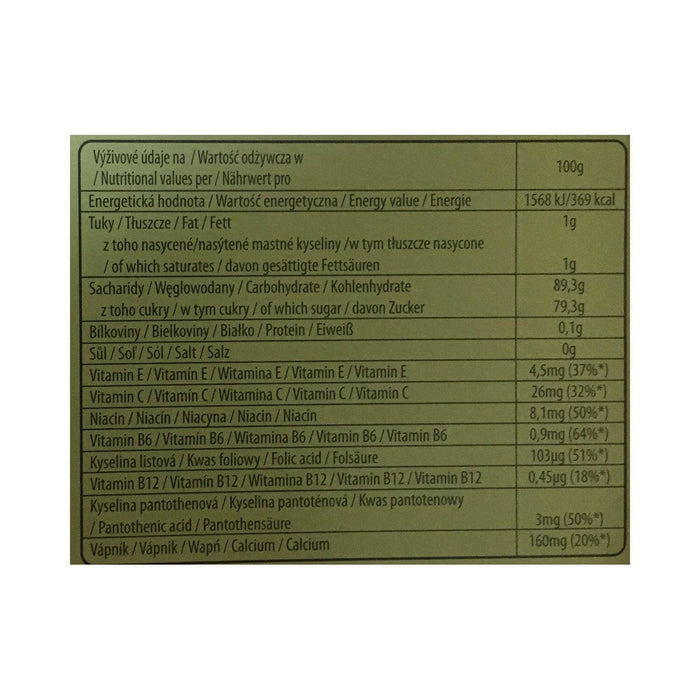 Výživové údaje na / Wartość odżywcza w
/ Nutritional values per / Nährwert pro
100g
Energetická hodnota / Wartość energetyczna / Energy value / Energie 1568 kJ/369 kcal
Tuky / Tłuszcze / Fat / Fett 1g
z toho nasycené/nasýtené mastné kyseliny /w tym tłuszcze nasycone
/ of which saturates / davon gesättigte Fettsäuren 1g
Sacharidy / Węglowodany / Carbohydrate / Kohlenhydrate 89,3g
z toho cukry / w tym cukry / of which sugar / davon Zucker 79,3g
Bílkoviny / Bielkoviny / Białko / Protein / Eiweiß 0,1g
Sůl / Soľ / Sól / Salt / Salz 0g
Vitamin E / Vitamín E / Witamina E / Vitamin E / Vitamin E 4,5mg (37%*)
Vitamin C / Vitamín C / Witamina C / Vitamin C / Vitamin C 26mg (32%*)
Niacin / Niacín / Niacyna / Niacin / Niacin 8,1mg (50%*)
Vitamin B6 / Vitamín B6 / Witamina B6 / Vitamin B6 / Vitamin B6 0,9mg (64%*)
Kyselina listová / Kwas foliowy / Folic acid / Folsäure 103µg (51%*)
Vitamin B12 / Vitamín B12 / Witamina B12 / Vitamin B12 / Vitamin B12 0,45µg (18%*)
Kyselina pantothenová / Kyselina pantoténová / Kwas pantotenowy
/ Pantothenic acid / Pantothensäure 3mg (50%*)
Vápník / Vápnik / Wapń / Calcium / Calcium 160mg (20%*)